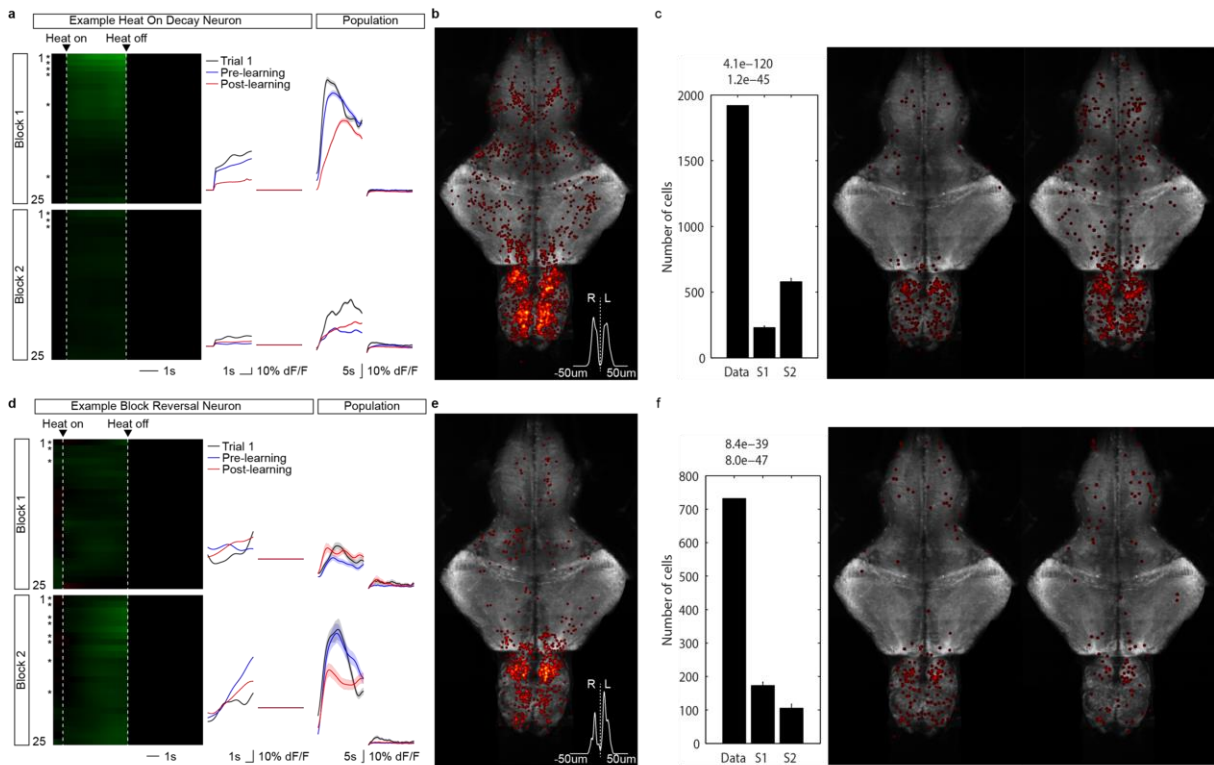 a
Example Heat On Decay Neuron
Population
Heat on
Heat off
Block 1
1
*
*
*
*
*
*
25
Trial 1
Pre-learning
Post-learning
Block 2
1
*
*
*
25
1s
1s 10% dF/F
5s 10% dF/F
b
R L
-50um 50um
c
4.1e−120
1.2e−45
Number of cells
2000
1500
1000
500
0
Data S1 S2
d
Example Block Reversal Neuron
Population
Heat on
Heat off
Block 1
1
*
*
25
Trial 1
Pre-learning
Post-learning
Block 2
1
*
*
*
*
*
*
*
25
1s
1s 10% dF/F
5s 10% dF/F
e
R L
-50um 50um
f
8.4e−39
8.0e−47
Number of cells
800
700
600
500
400
300
200
100
0
Data S1 S2